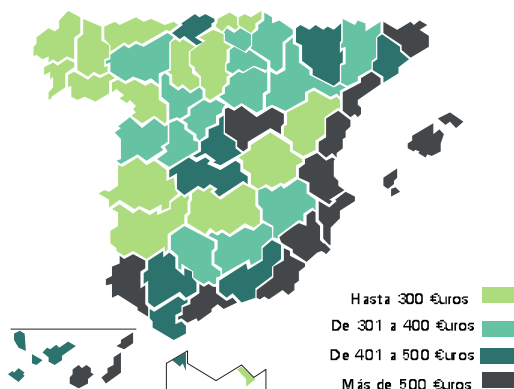 Hasta 300 €uros
De 301 a 400 €uros
De 401 a 500 €uros
Más de 500 €uros